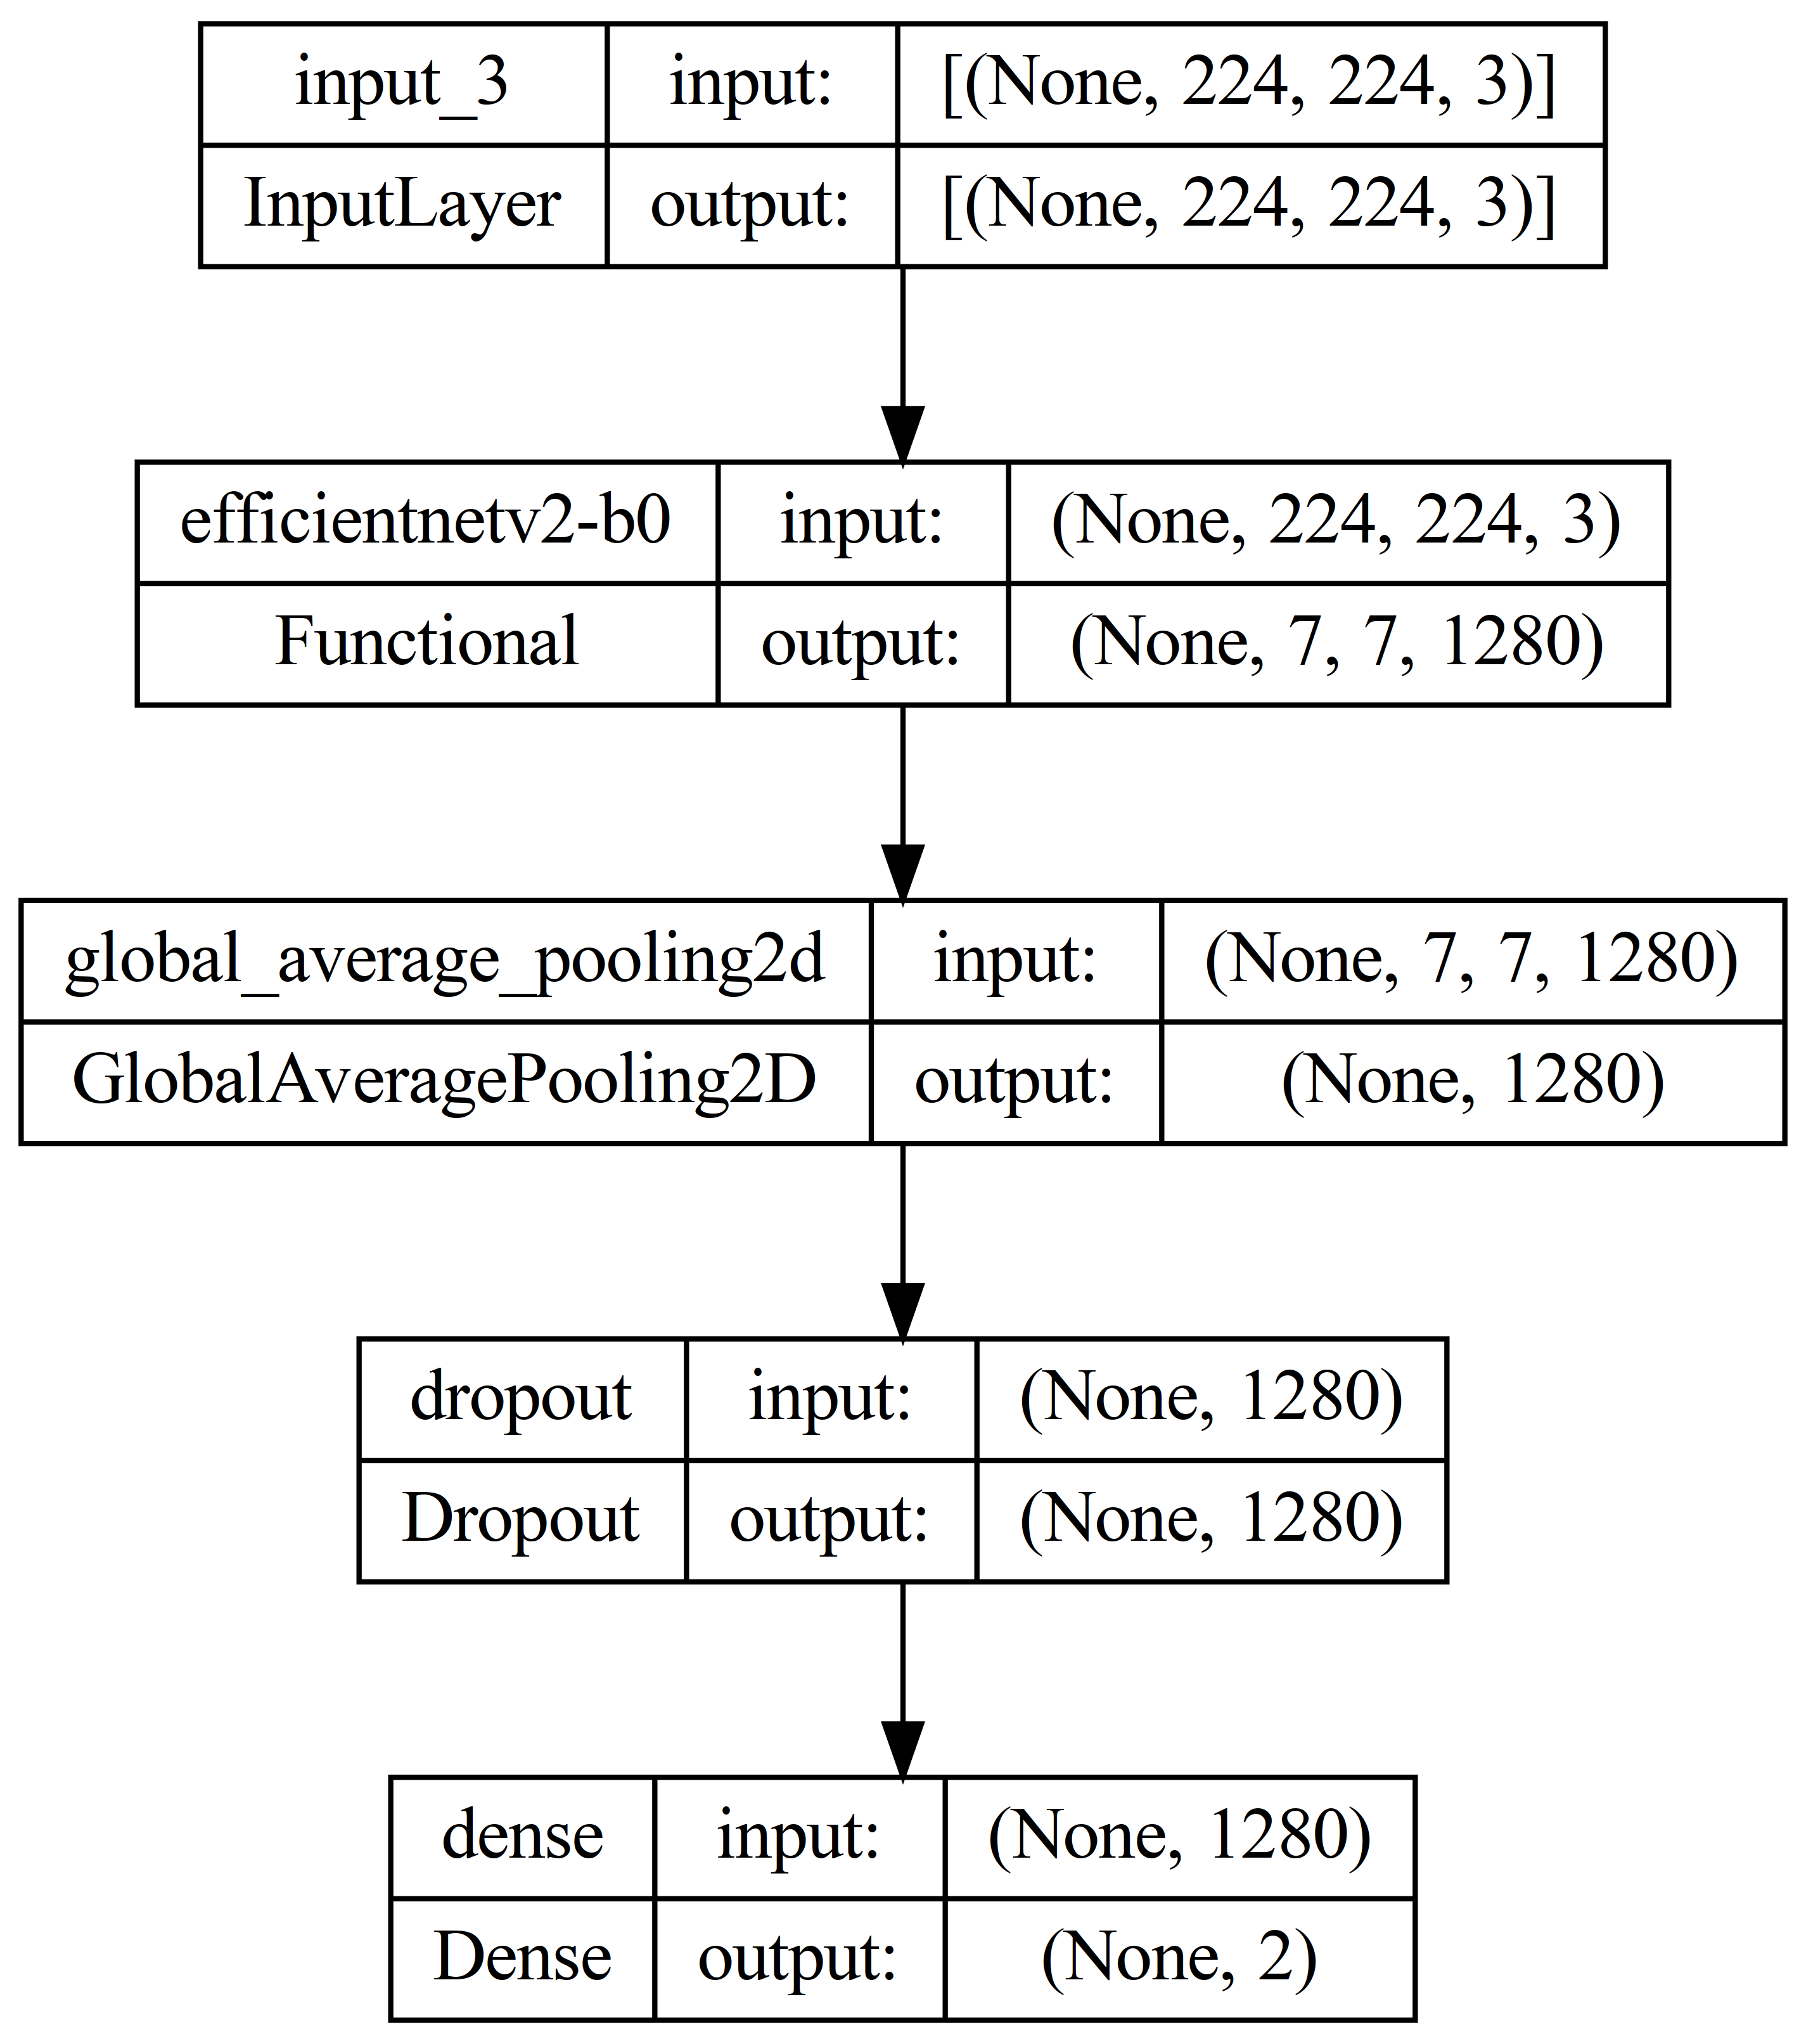 input_3 input: [(None, 224, 224, 3)]
InputLayer output: [(None, 224, 224, 3)]
efficientnetv2-b0 input: (None, 224, 224, 3)
Functional output: (None, 7, 7, 1280)
global_average_pooling2d input: (None, 7, 7, 1280)
GlobalAveragePooling2D output: (None, 1280)
dropout input: (None, 1280)
Dropout output: (None, 1280)
dense input: (None, 1280)
Dense output: (None, 2)